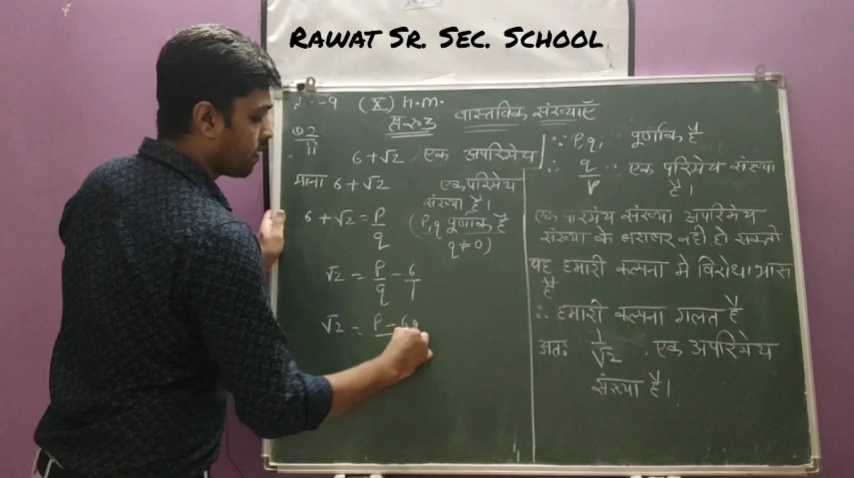 RAWAT SR. SEC. SCHOOL
-9 (X) H.M.
वास्तविक संख्याएँ
Q2
ii
6+√2 एक अपरिमेय
माना 6+√2 एक परिमेय
संख्या है।
6+√2 = P/q (P,q पूर्णांक है
q≠0)
√2 = P/q - 6/1
√2 = P-6q
∵ P,q, पूर्णांक है
∴ q/P एक परिमेय संख्या
है।
एक परिमेय संख्या अपरिमेय
संख्या के बराबर नही हो सकती
यह हमारी कल्पना मे विरोधाभास
है
∴ हमारी कल्पना गलत है
अतः 1/√2 एक अपरिमेय
संख्या है।